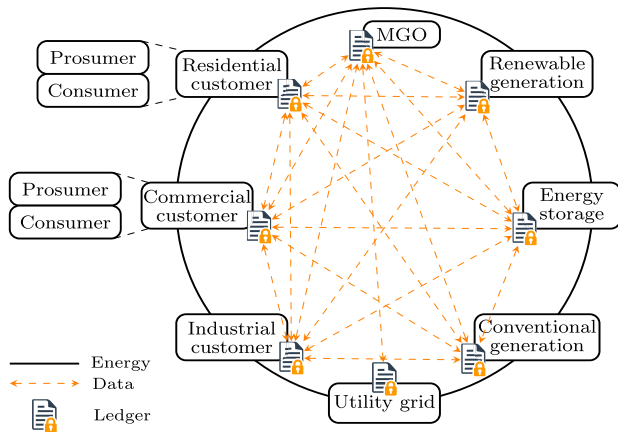 MGO
Prosumer
Consumer
Residential
customer
Renewable
generation
Prosumer
Consumer
Commercial
customer
Energy
storage
Industrial
customer
Conventional
generation
Utility grid
Energy
Data
Ledger